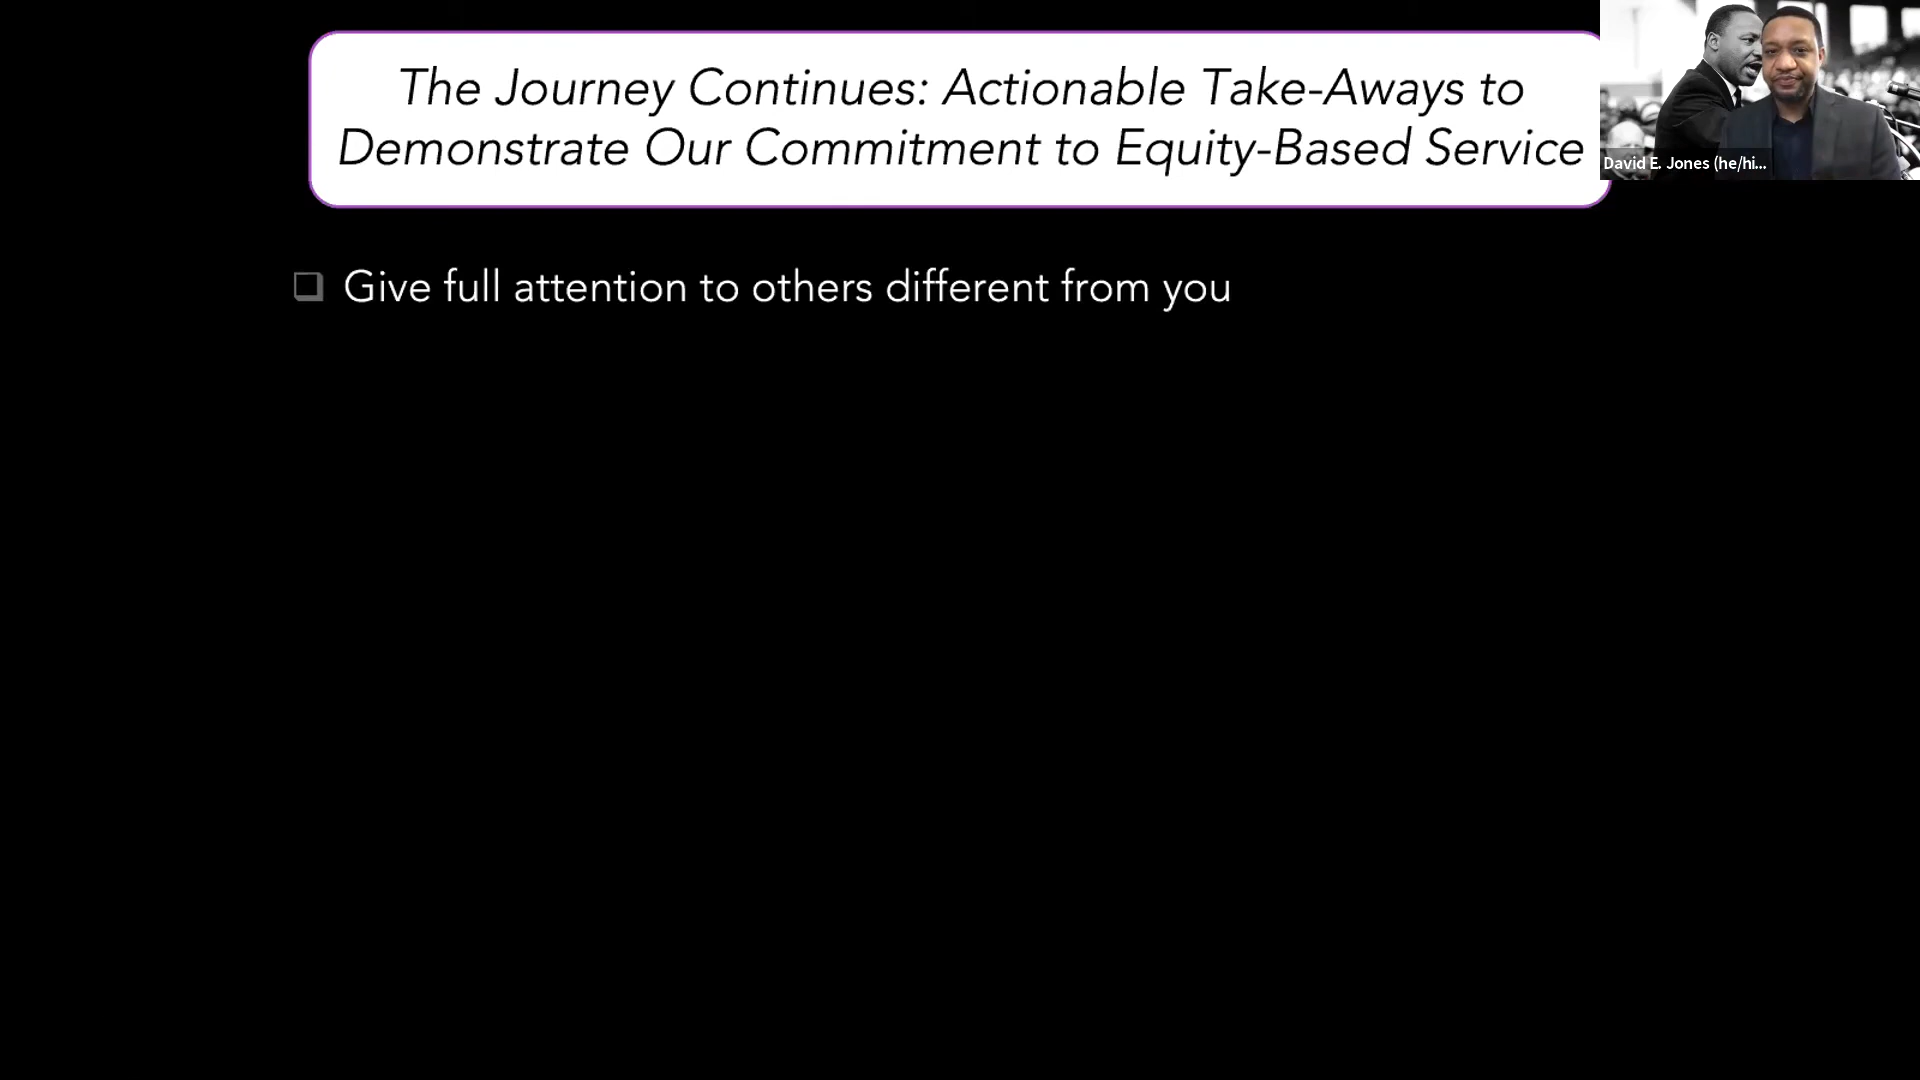 The Journey Continues: Actionable Take-Aways to
Demonstrate Our Commitment to Equity-Based Service
David E. Jones (he/hi...
Give full attention to others different from you